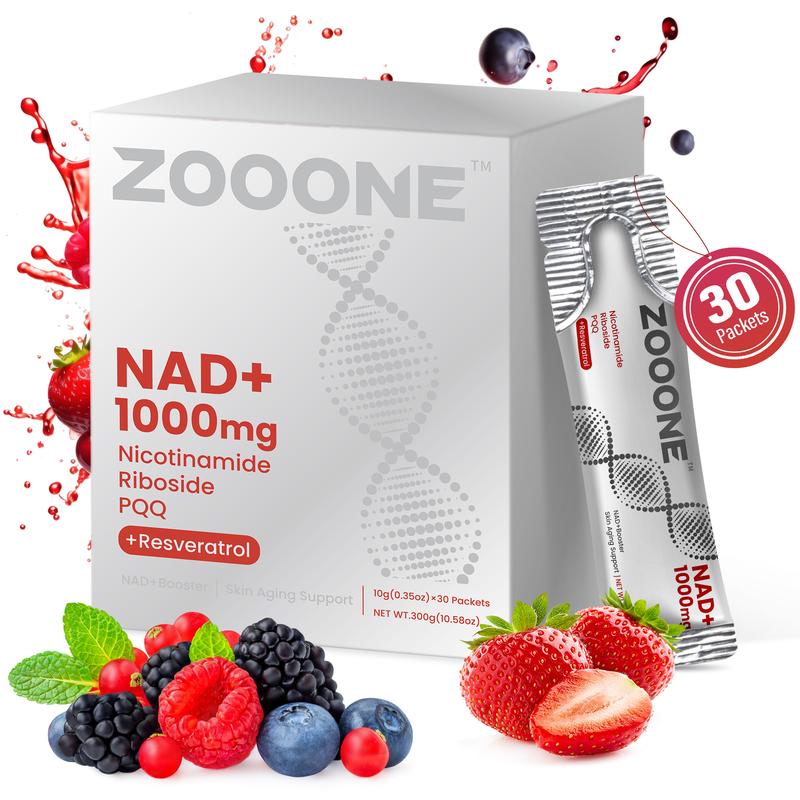 ZOOONE™
NAD+
1000mg
Nicotinamide
Riboside
PQQ
+Resveratrol
NAD+Booster | Skin Aging Support
10g(0.35oz)×30 Packets
NET WT.300g(10.58oz)
30
Packets
Nicotinamide
Riboside
PQQ
+Resveratrol
ZOOONE™
NAD+Booster
Skin Aging Support
NAD+
1000mg